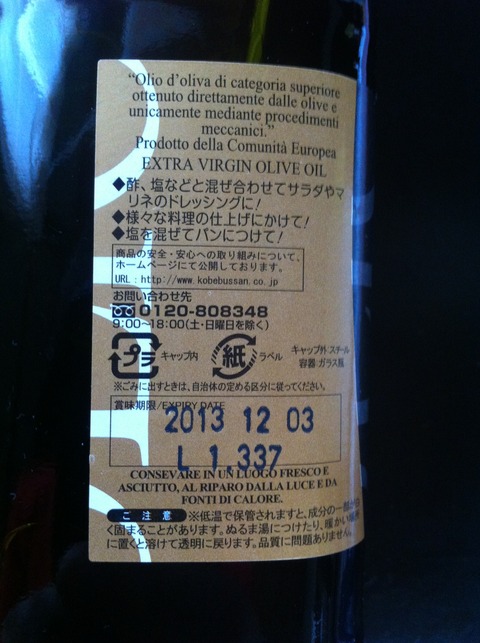 “Olio d’oliva di categoria superiore
ottenuto direttamente dalle olive e
unicamente mediante procedimenti
meccanici.”
Prodotto della Comunità Europea
EXTRA VIRGIN OLIVE OIL
◆酢、塩などと混ぜ合わせてサラダやマ
リネのドレッシングに!
◆様々な料理の仕上げにかけて!
◆塩を混ぜてパンにつけて!
商品の安全・安心への取り組みについて、
ホームページにて公開しております。
URL：http://www.kobebussan.co.jp
お問い合わせ先
0120-808348
9:00~18:00(土・日曜日を除く)
プラ キャップ内 紙 ラベル キャップ外:スチール
容器:ガラス瓶
※ごみに出すときは、自治体の定める区分に従ってください。
賞味期限/EXPIRY DATE
2013 12 03
L 1.337
CONSEVARE IN UN LUOGO FRESCO E
ASCIUTTO, AL RIPARO DALLA LUCE E DA
FONTI DI CALORE.
ご注意 ※低温で保管されますと、成分の一部が白
く固まることがあります。ぬるま湯につけたり、暖かい
に置くと溶けて透明に戻ります。品質に問題ありません。